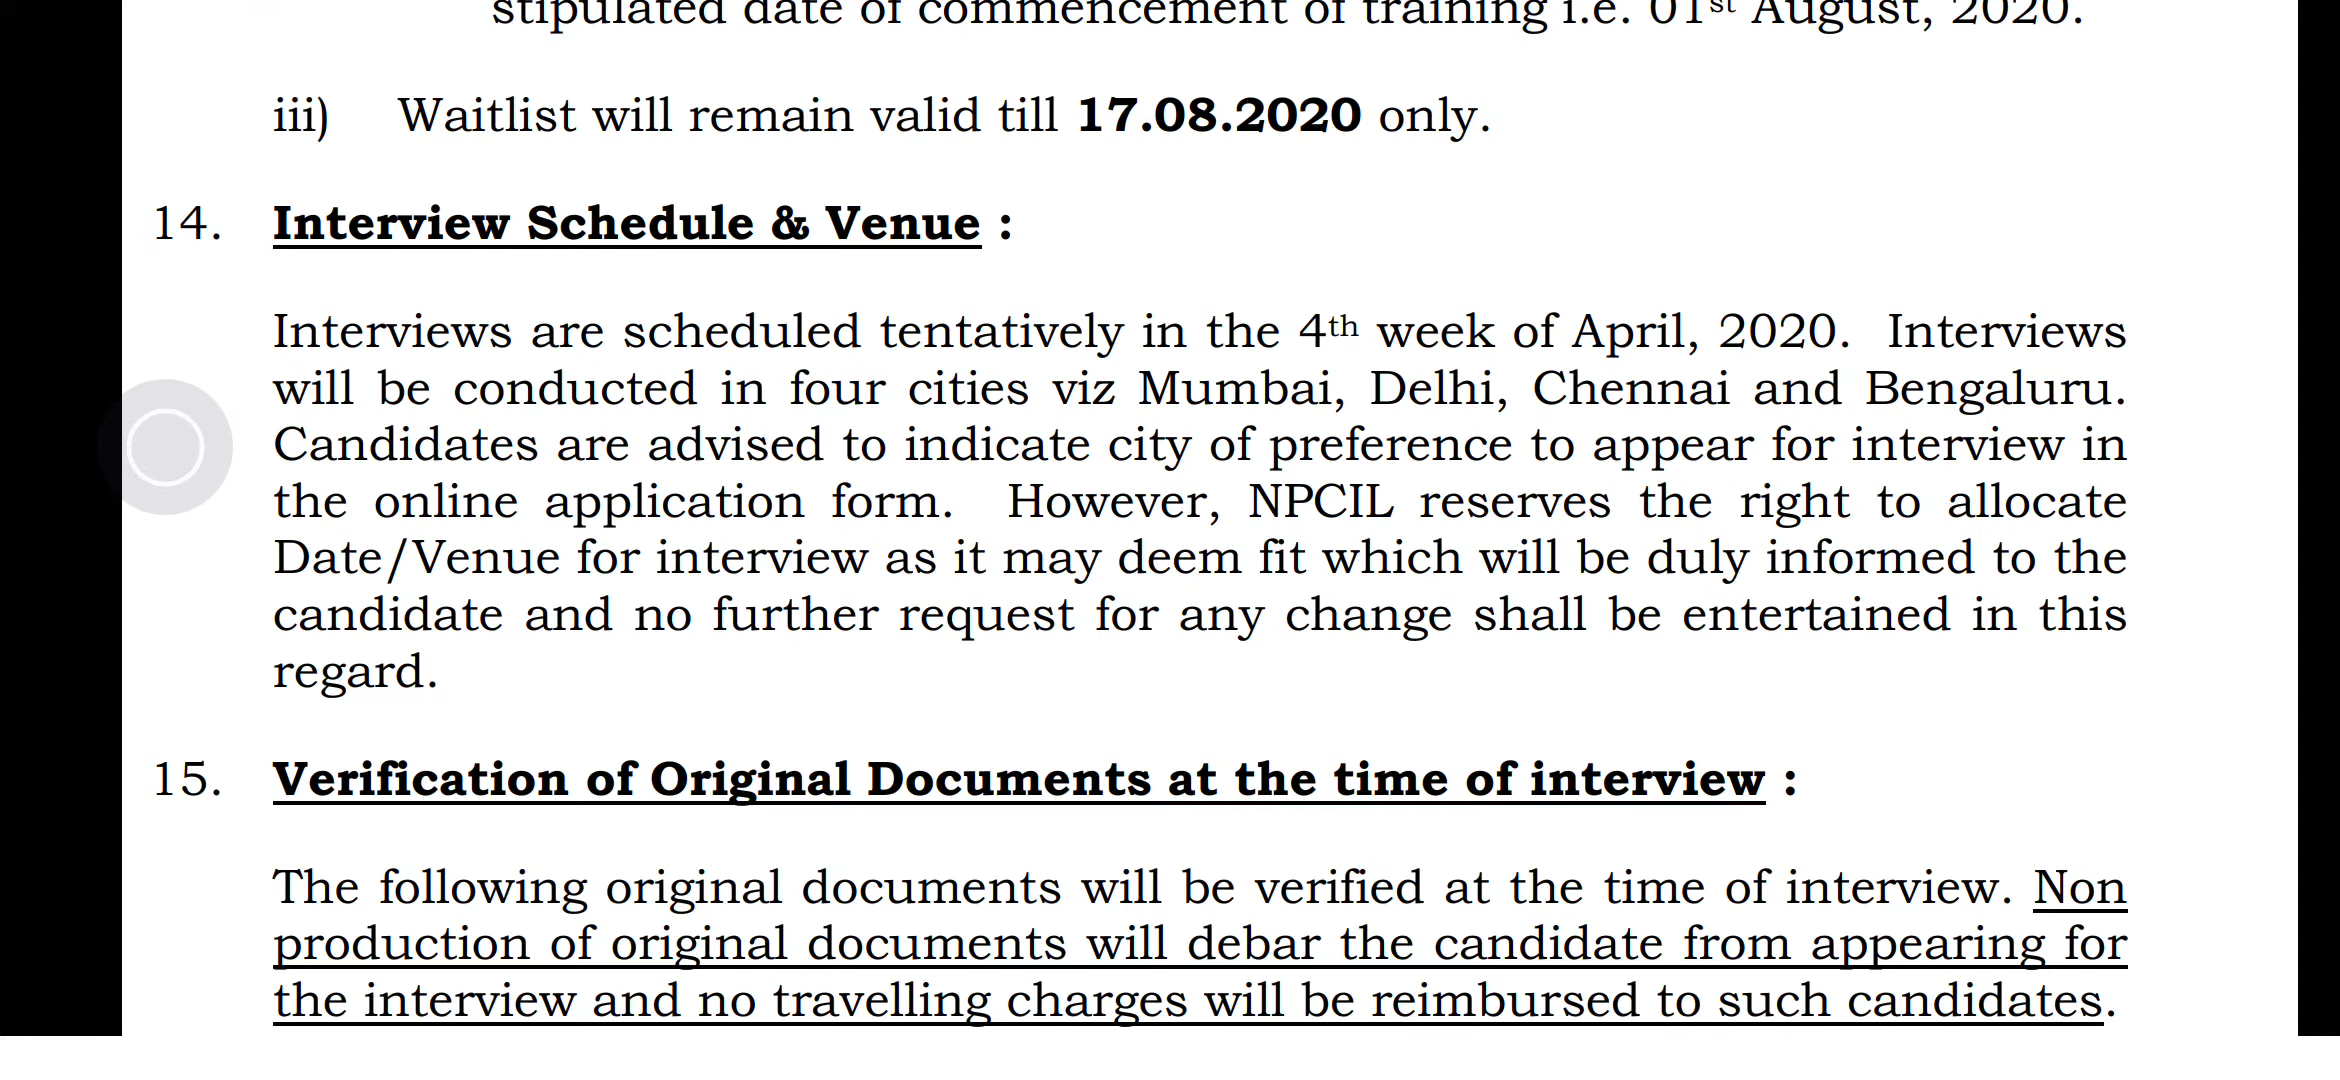 stipulated date of commencement of training i.e. 01st August, 2020.
iii) Waitlist will remain valid till 17.08.2020 only.
14. Interview Schedule & Venue :
Interviews are scheduled tentatively in the 4th week of April, 2020. Interviews
will be conducted in four cities viz Mumbai, Delhi, Chennai and Bengaluru.
Candidates are advised to indicate city of preference to appear for interview in
the online application form. However, NPCIL reserves the right to allocate
Date/Venue for interview as it may deem fit which will be duly informed to the
candidate and no further request for any change shall be entertained in this
regard.
15. Verification of Original Documents at the time of interview :
The following original documents will be verified at the time of interview. Non
production of original documents will debar the candidate from appearing for
the interview and no travelling charges will be reimbursed to such candidates.